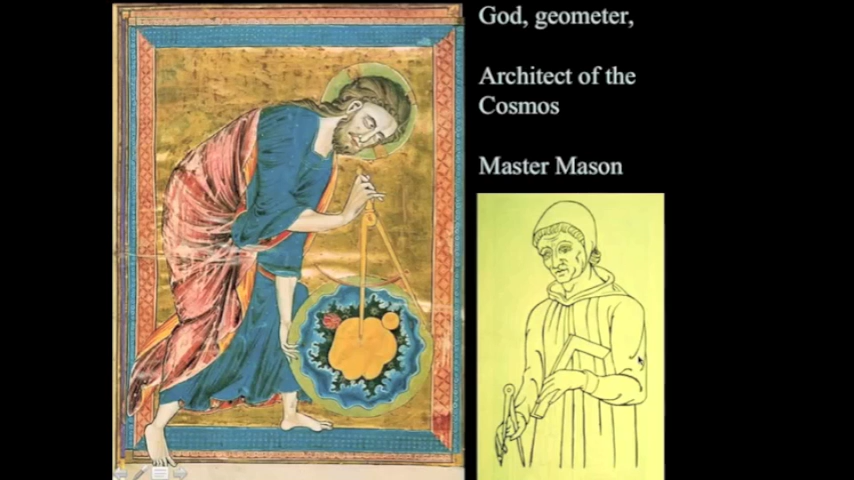 God, geometer,
Architect of the
Cosmos
Master Mason